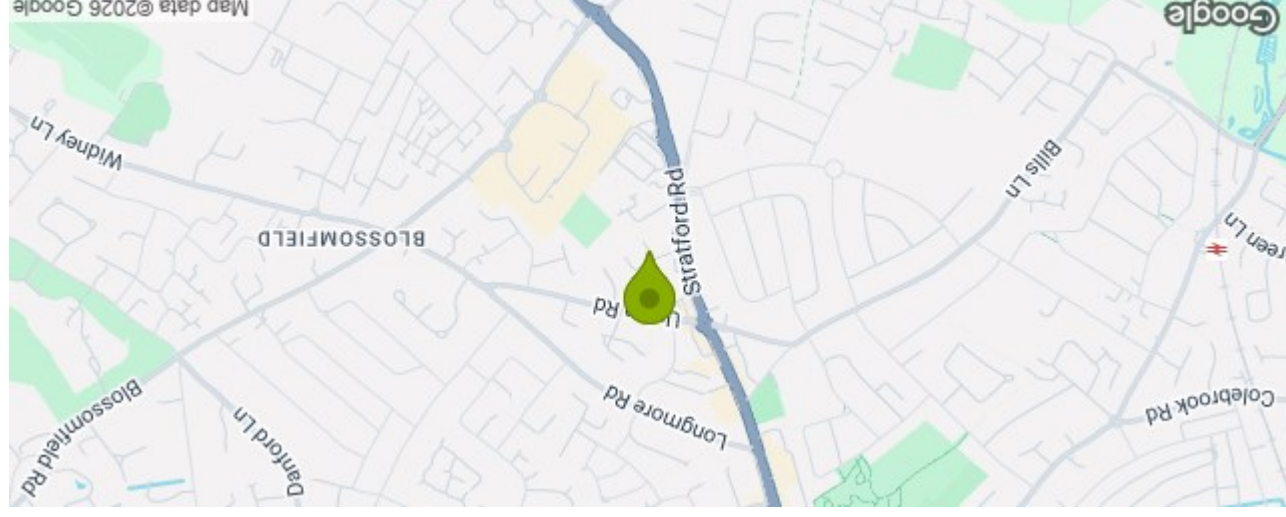 Map data ©2026 Google
Google
Widney Ln
Bills Ln
BLOSSOMFIELD
Stratford Rd
Rd
Longmore Rd
Colebrook Rd
Blossomfield Rd
Danford Ln